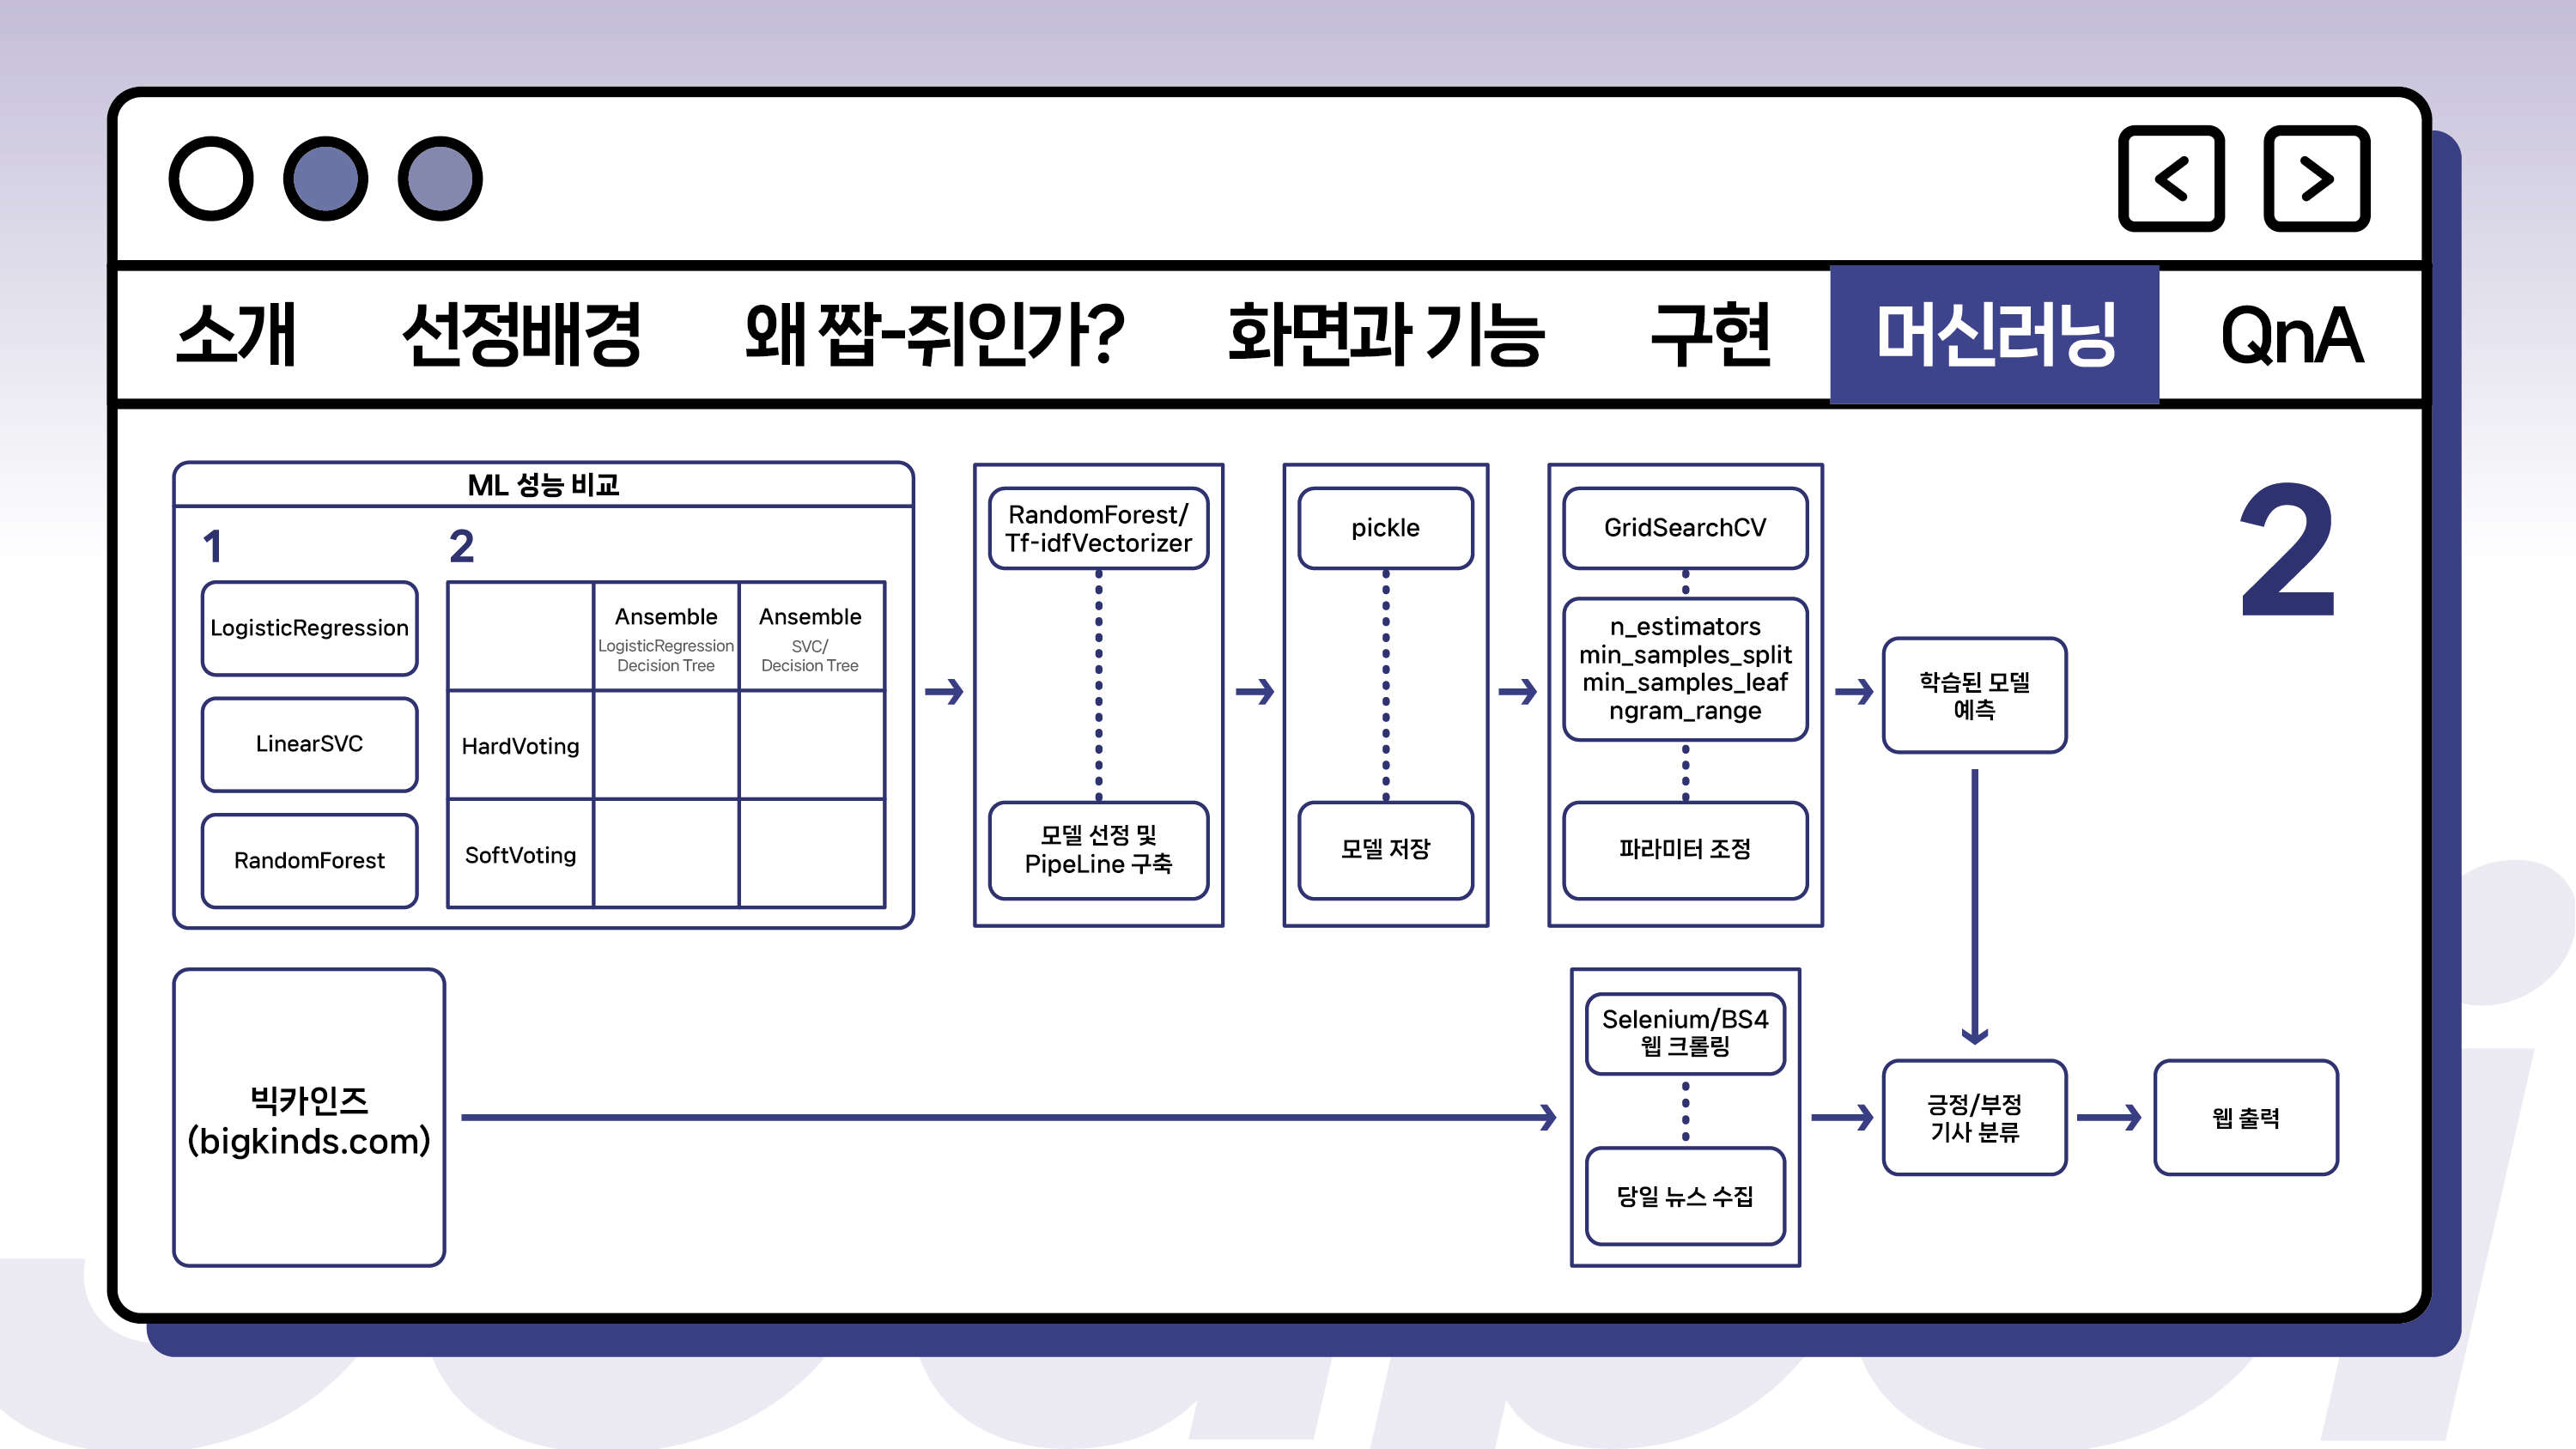 소개 선정배경 왜 짭-쥐인가? 화면과 기능 구현 머신러닝 QnA
2
ML 성능 비교
1
LogisticRegression
LinearSVC
RandomForest
2
Ansemble
LogisticRegression
Decision Tree
Ansemble
SVC/
Decision Tree
HardVoting
SoftVoting
RandomForest/
Tf-idfVectorizer
모델 선정 및
PipeLine 구축
pickle
모델 저장
GridSearchCV
n_estimators
min_samples_split
min_samples_leaf
ngram_range
파라미터 조정
학습된 모델
예측
빅카인즈
(bigkinds.com)
Selenium/BS4
웹 크롤링
당일 뉴스 수집
긍정/부정
기사 분류
웹 출력